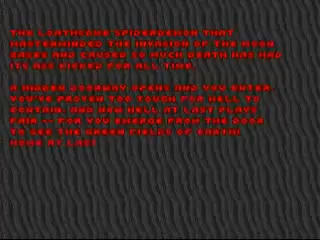 THE LOATHSOME SPIDERDEMON THAT
MASTERMINDED THE INVASION OF THE MOON
BASES AND CAUSED SO MUCH DEATH HAS HAD
ITS ASS KICKED FOR ALL TIME.
A HIDDEN DOORWAY OPENS AND YOU ENTER.
YOU'VE PROVEN TOO TOUGH FOR HELL TO
CONTAIN, AND NOW HELL AT LAST PLAYS
FAIR -- FOR YOU EMERGE FROM THE DOOR
TO SEE THE GREEN FIELDS OF EARTH!
HOME AT LAS